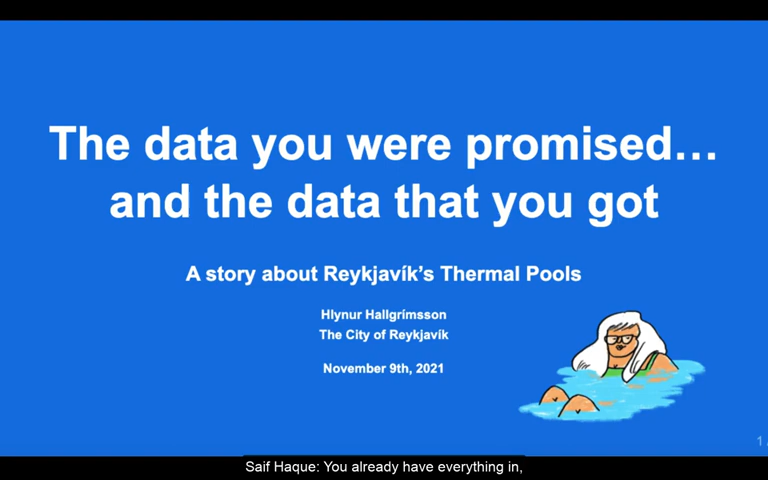 The data you were promised…
and the data that you got
A story about Reykjavík's Thermal Pools
Hlynur Hallgrímsson
The City of Reykjavík
November 9th, 2021
1 /
Saif Haque: You already have everything in,